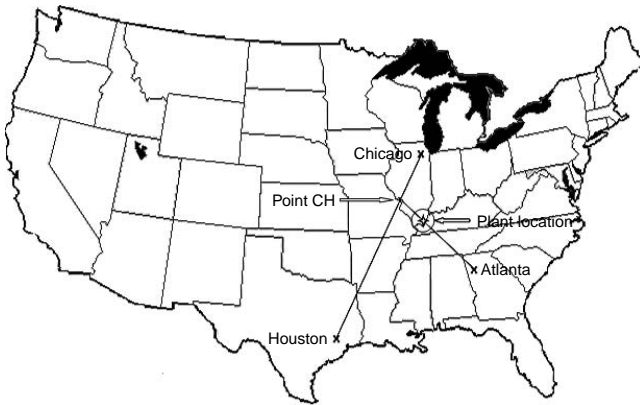 Chicago
Point CH
Plant location
Atlanta
Houston